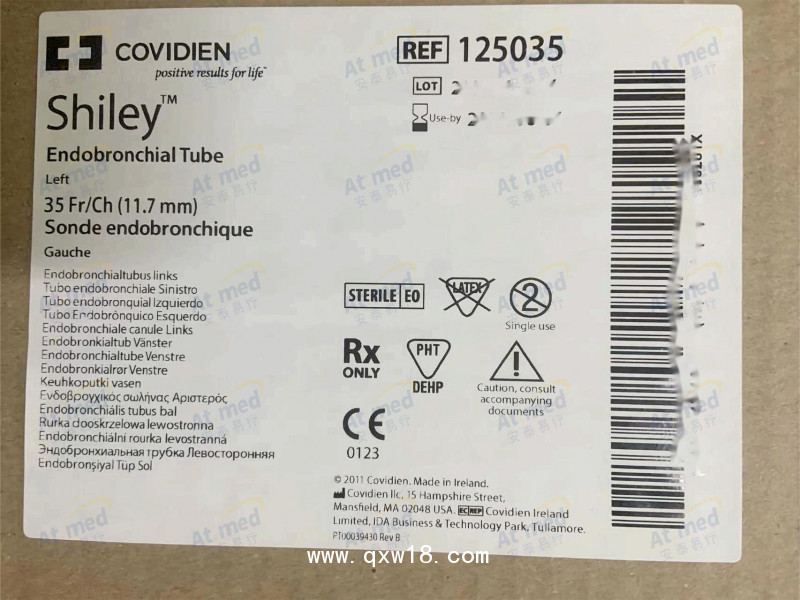 COVIDIEN
positive results for life™
Shiley™
Endobronchial Tube
Left
35 Fr/Ch (11.7 mm)
Sonde endobronchique
Gauche
Endobronchialtubus links
Tubo endobronchiale Sinistro
Tubo endobronquial Izquierdo
Tubo Endobrônquico Esquerdo
Endobronchiale canule Links
Endobronkialtub Vänster
Endobronchialtube Venstre
Endobronkialrør Venstre
Keuhkoputki vasen
Ενδοβρογχικός σωλήνας Αριστερός
Endobronchiális tubus bal
Rurka dooskrzelowa lewostronna
Endobronchiální rourka levostranná
Эндобронхиальная трубка Левосторонняя
Endobronşiyal Tüp Sol
REF 125035
LOT
Use-by
STERILE EO
LATEX
2
Single use
Rx
ONLY
PHT
DEHP
Caution, consult
accompanying
documents
CE
0123
© 2011 Covidien. Made in Ireland.
Covidien llc, 15 Hampshire Street,
Mansfield, MA 02048 USA. EC REP Covidien Ireland
Limited, IDA Business & Technology Park, Tullamore.
PT00039430 Rev B
www.qxw18.com
At med
安泰易行